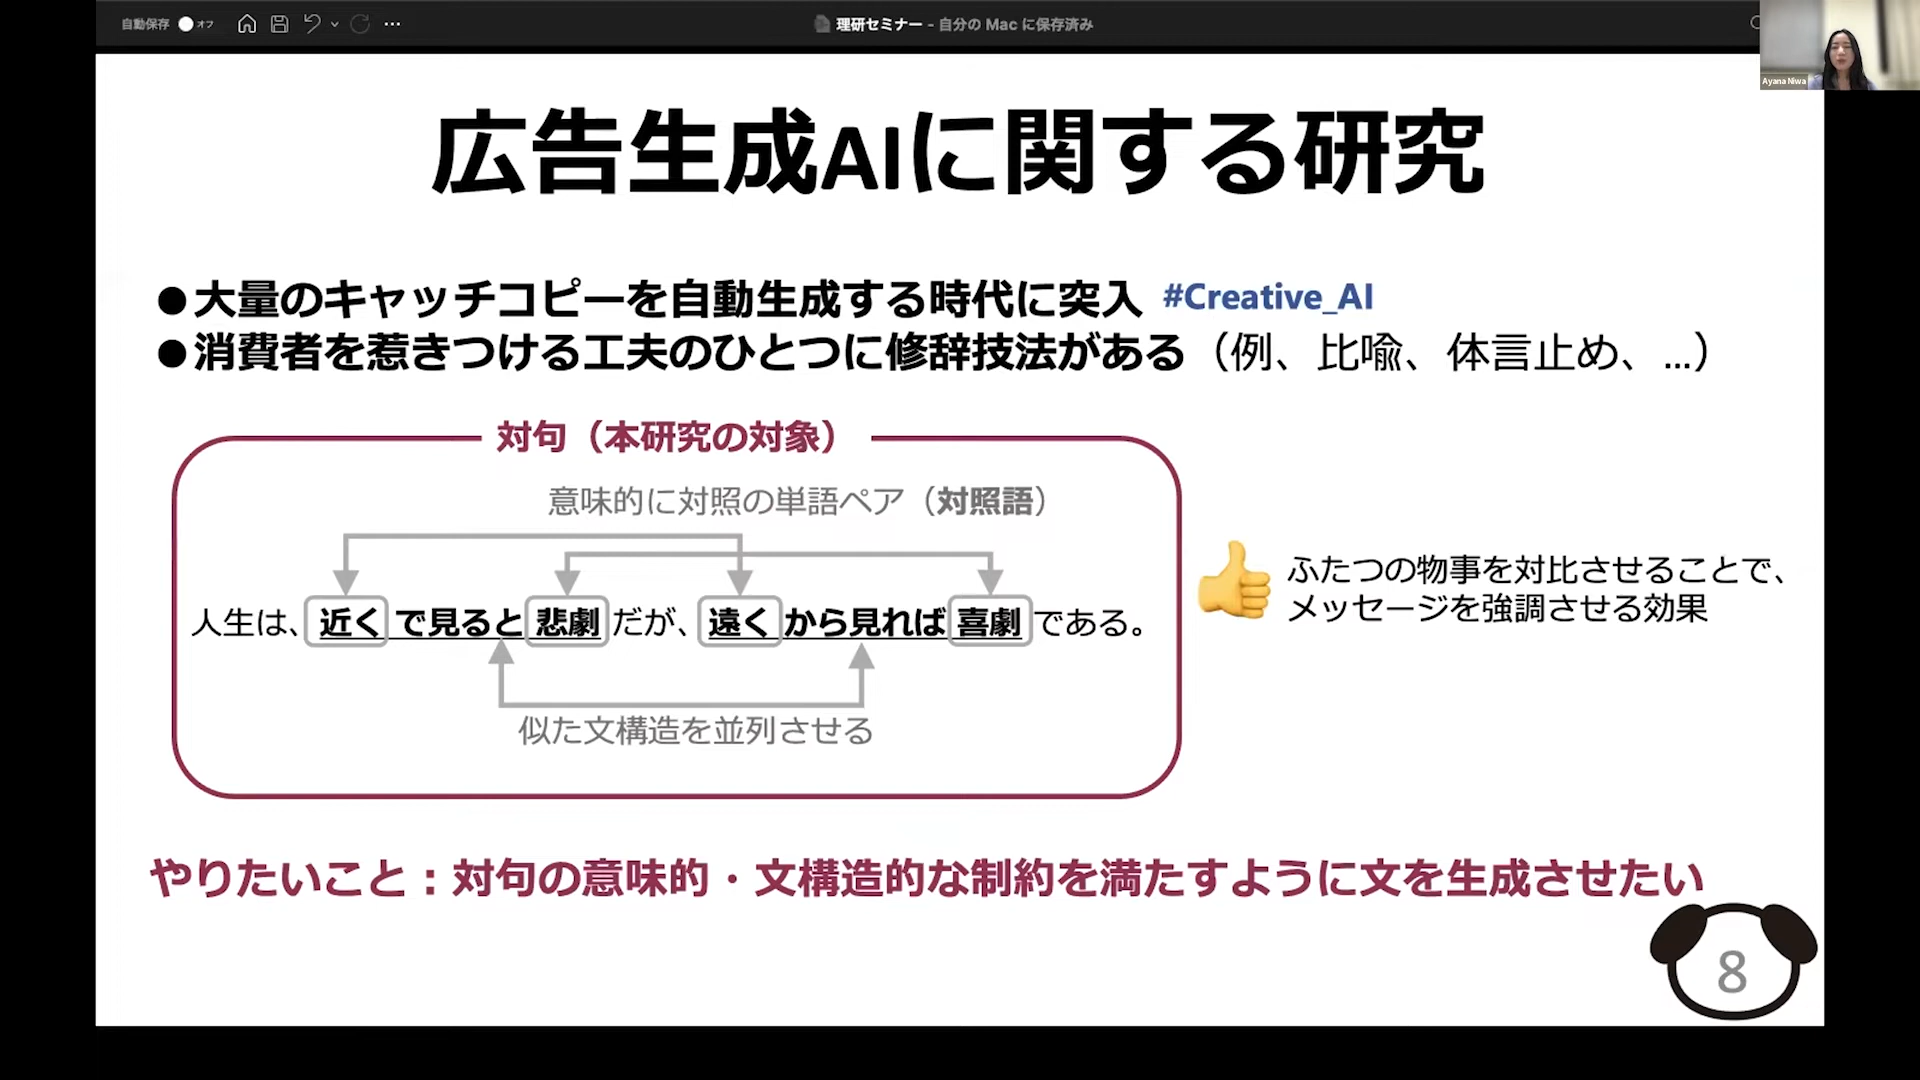 自動保存 オフ
理研セミナー - 自分の Mac に保存済み
Ayana Niwa
広告生成AIに関する研究
●大量のキャッチコピーを自動生成する時代に突入 #Creative_AI
●消費者を惹きつける工夫のひとつに修辞技法がある（例、比喩、体言止め、...）
対句（本研究の対象）
意味的に対照の単語ペア（対照語）
人生は、近くで見ると悲劇だが、遠くから見れば喜劇である。
似た文構造を並列させる
ふたつの物事を対比させることで、
メッセージを強調させる効果
やりたいこと：対句の意味的・文構造的な制約を満たすように文を生成させたい
8